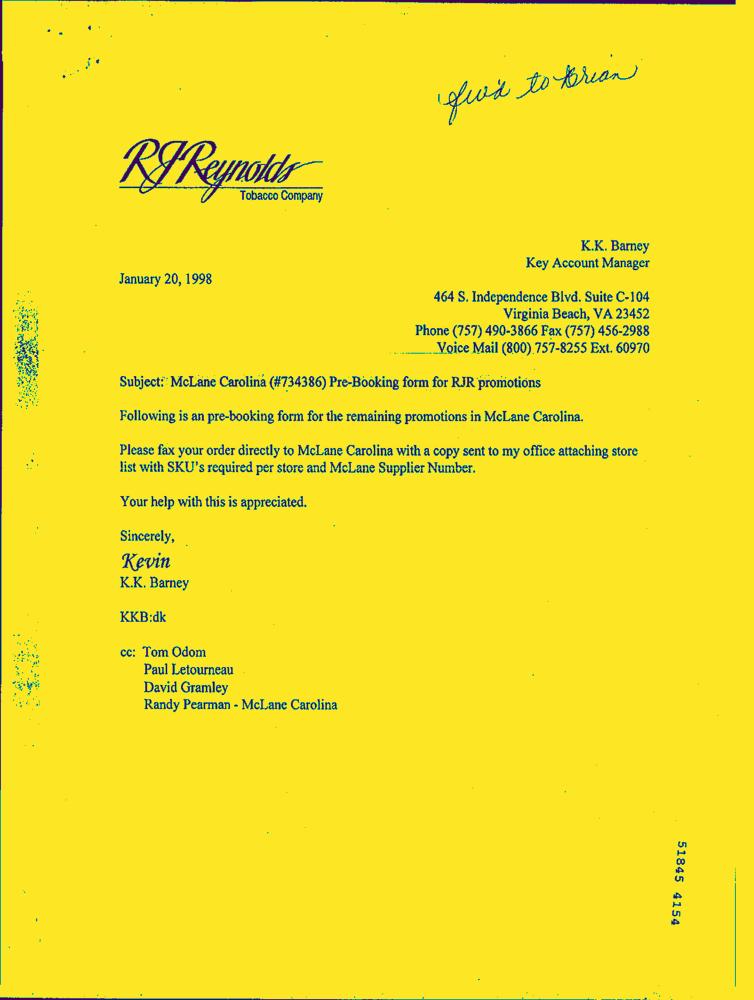 fwd to Brian
RJReynolds
Tobacco Company
K.K. Barney
Key Account Manager
January 20, 1998
464 S. Independence Blvd. Suite C-104
Virginia Beach, VA 23452
Phone (757) 490-3866 Fax (757) 456-2988
Voice Mail (800) 757-8255 Ext. 60970
Subject: McLane Carolina (#734386) Pre-Booking form for RJR promotions
Following is an pre-booking form for the remaining promotions in McLane Carolina.
Please fax your order directly to McLane Carolina with a copy sent to my office attaching store
list with SKU's required per store and McLane Supplier Number.
Your help with this is appreciated.
Sincerely,
Kevin
K.K. Barney
KKB:dk
cc: Tom Odom
Paul Letourneau
David Gramley
Randy Pearman - McLane Carolina
51845 4154